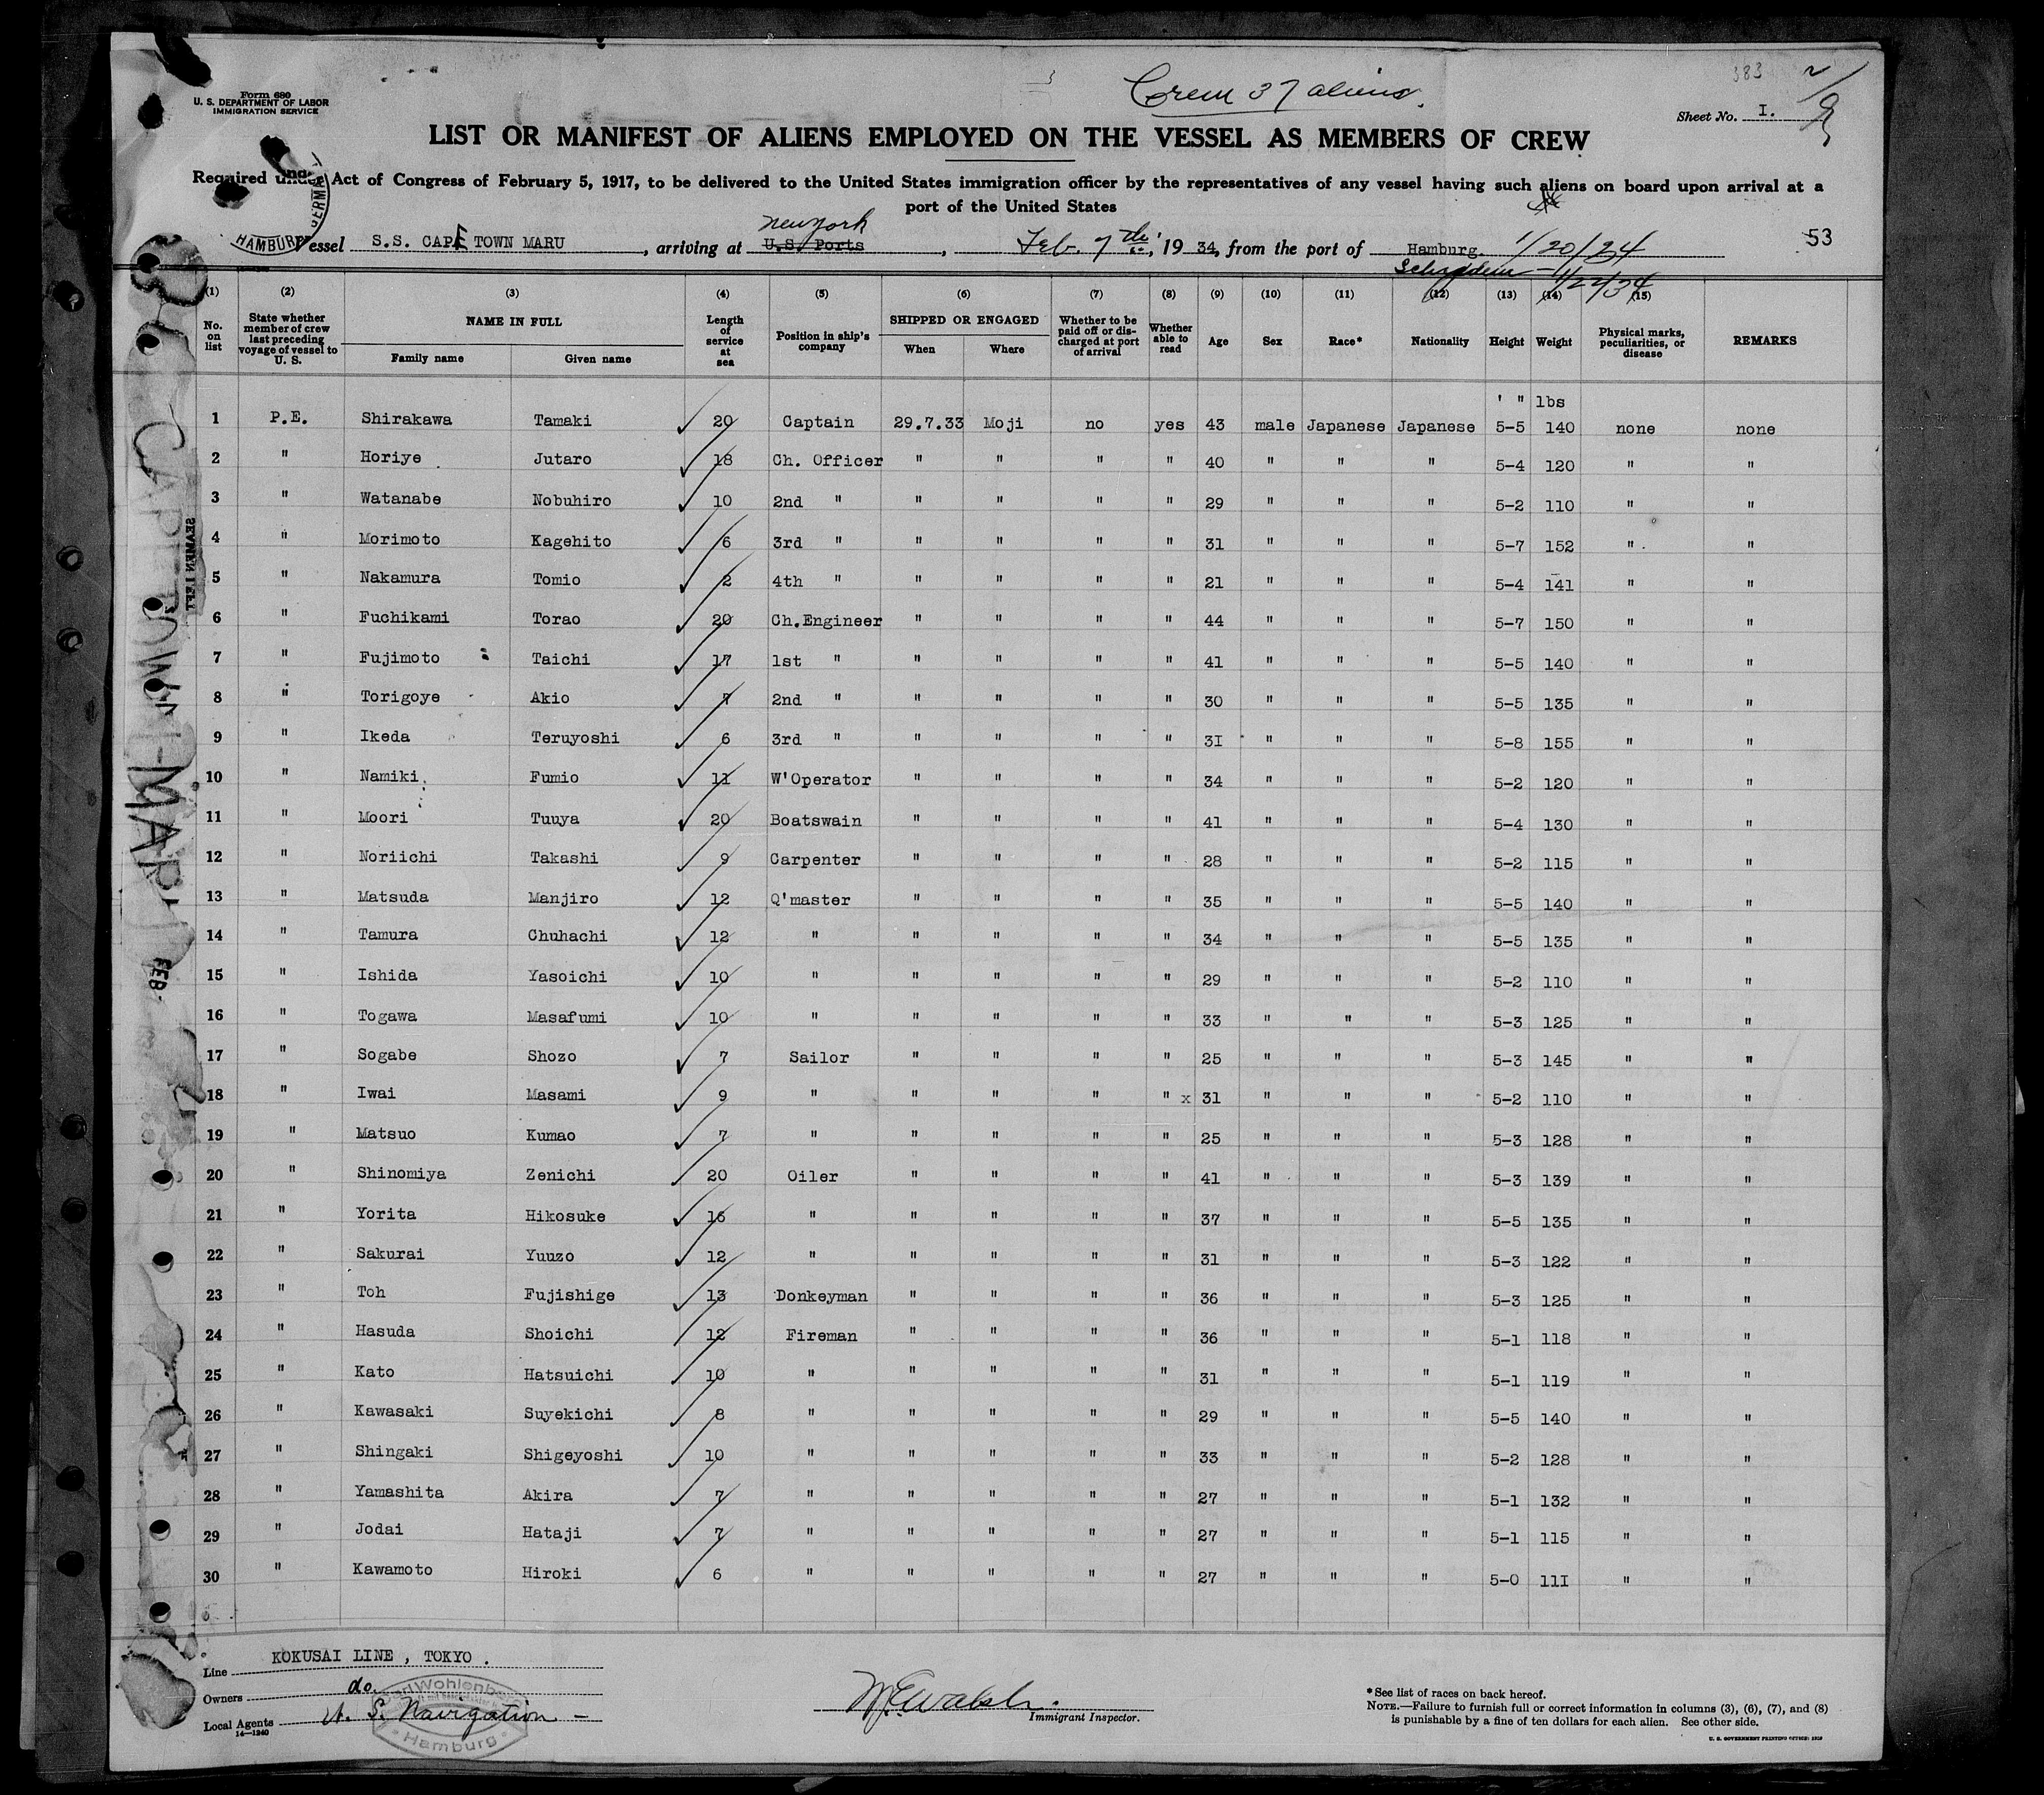 383
Crew 37 aliens.
Form 680
U. S. DEPARTMENT OF LABOR
IMMIGRATION SERVICE
Sheet No. I.
LIST OR MANIFEST OF ALIENS EMPLOYED ON THE VESSEL AS MEMBERS OF CREW
Required under Act of Congress of February 5, 1917, to be delivered to the United States immigration officer by the representatives of any vessel having such aliens on board upon arrival at a
port of the United States
New York
HAMBURG GERMANY
Vessel S.S. CAPE TOWN MARU, arriving at U.S. Ports, Feb. 7th, 1934, from the port of Hamburg. 1/20/34
53
1/22/34
(1) (2) (3) (4) (5) (6) (7) (8) (9) (10) (11) (12) (13) (14) (15)
No. on list State whether member of crew last preceding voyage of vessel to U. S. NAME IN FULL Family name Given name Length of service at sea Position in ship's company SHIPPED OR ENGAGED When Where Whether to be paid off or discharged at port of arrival Whether able to read Age Sex Race* Nationality Height Weight Physical marks, peculiarities, or disease REMARKS
' " lbs
1 P.E. Shirakawa Tamaki 20 Captain 29.7.33 Moji no yes 43 male Japanese Japanese 5-5 140 none none
2 " Horiye Jutaro 18 Ch. Officer " " " " 40 " " " 5-4 120 " "
3 " Watanabe Nobuhiro 10 2nd " " " " " 29 " " " 5-2 110 " "
4 " Morimoto Kagehito 6 3rd " " " " " 31 " " " 5-7 152 " "
5 " Nakamura Tomio 2 4th " " " " " 21 " " " 5-4 141 " "
6 " Fuchikami Torao 20 Ch.Engineer " " " " 44 " " " 5-7 150 " "
7 " Fujimoto Taichi 17 1st " " " " " 41 " " " 5-5 140 " "
8 " Torigoye Akio 7 2nd " " " " " 30 " " " 5-5 135 " "
9 " Ikeda Teruyoshi 6 3rd " " " " " 3I " " " 5-8 155 " "
10 " Namiki Fumio 11 W'Operator " " " " 34 " " " 5-2 120 " "
11 " Moori Tuuya 20 Boatswain " " " " 41 " " " 5-4 130 " "
12 " Noriichi Takashi 9 Carpenter " " " " 28 " " " 5-2 115 " "
13 " Matsuda Manjiro 12 Q'master " " " " 35 " " " 5-5 140 " "
14 " Tamura Chuhachi 12 " " " " " 34 " " " 5-5 135 " "
15 " Ishida Yasoichi 10 " " " " " 29 " " " 5-2 110 " "
16 " Togawa Masafumi 10 " " " " " 33 " " " 5-3 125 " "
17 " Sogabe Shozo 7 Sailor " " " " 25 " " " 5-3 145 " "
18 " Iwai Masami 9 " " " " " x 31 " " " 5-2 110 " "
19 " Matsuo Kumao 7 " " " " " 25 " " " 5-3 128 " "
20 " Shinomiya Zenichi 20 Oiler " " " " 41 " " " 5-3 139 " "
21 " Yorita Hikosuke 16 " " " " " 37 " " " 5-5 135 " "
22 " Sakurai Yuuzo 12 " " " " " 31 " " " 5-3 122 " "
23 " Toh Fujishige 13 Donkeyman " " " " 36 " " " 5-3 125 " "
24 " Hasuda Shoichi 12 Fireman " " " " 36 " " " 5-1 118 " "
25 " Kato Hatsuichi 10 " " " " " 31 " " " 5-1 119 " "
26 " Kawasaki Suyekichi 8 " " " " " 29 " " " 5-5 140 " "
27 " Shingaki Shigeyoshi 10 " " " " " 33 " " " 5-2 128 " "
28 " Yamashita Akira 7 " " " " " 27 " " " 5-1 132 " "
29 " Jodai Hataji 7 " " " " " 27 " " " 5-1 115 " "
30 " Kawamoto Hiroki 6 " " " " " 27 " " " 5-0 11I " "
CAPE TOWN-MARU
SEAMEN LEFT
FEB-
Line KOKUSAI LINE, TOKYO.
Owners do.
Local Agents U. S. Navigation
14-1240
Wohlenberg
Hamburg
Immigrant Inspector.
* See list of races on back hereof.
NOTE.—Failure to furnish full or correct information in columns (3), (6), (7), and (8)
is punishable by a fine of ten dollars for each alien. See other side.
U. S. GOVERNMENT PRINTING OFFICE: